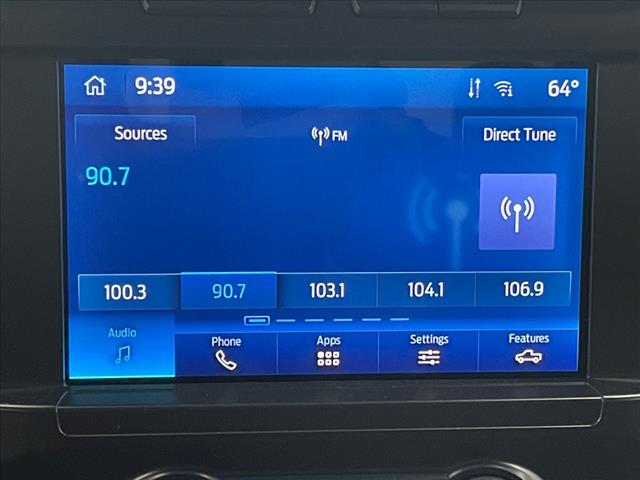 9:39 64°
Sources FM Direct Tune
90.7
100.3 90.7 103.1 104.1 106.9
Audio Phone Apps Settings Features